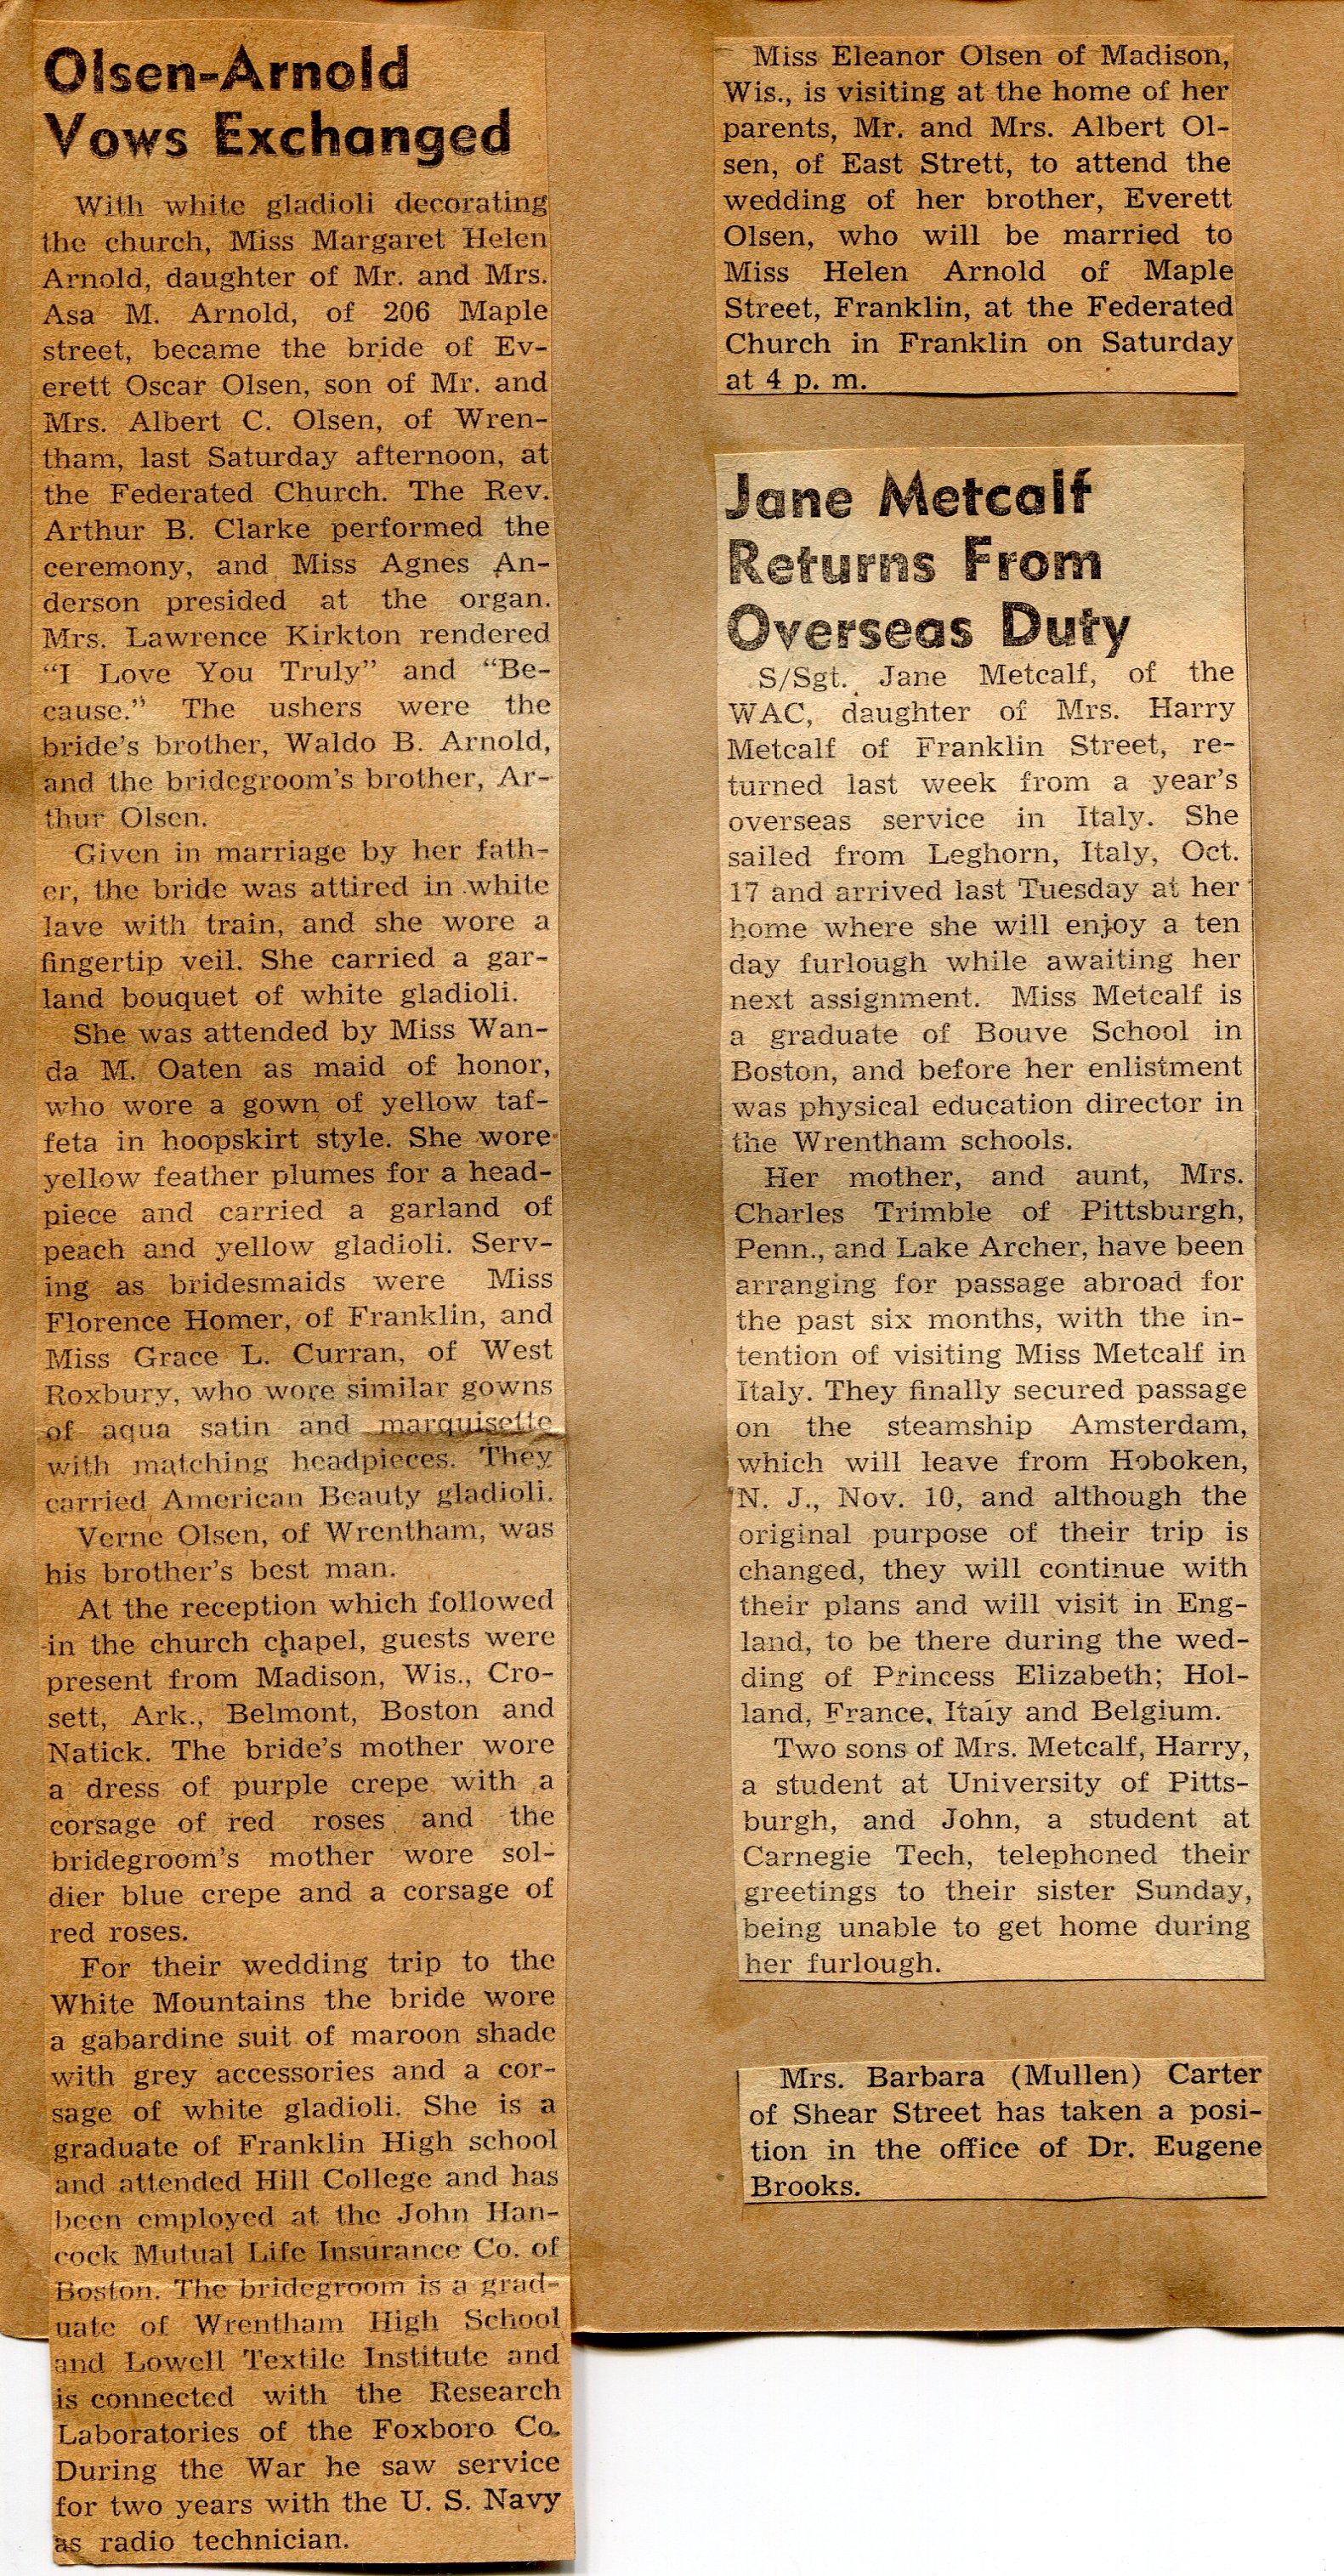 Olsen-Arnold
Vows Exchanged
With white gladioli decorating
the church, Miss Margaret Helen
Arnold, daughter of Mr. and Mrs.
Asa M. Arnold, of 206 Maple
street, became the bride of Ev-
erett Oscar Olsen, son of Mr. and
Mrs. Albert C. Olsen, of Wren-
tham, last Saturday afternoon, at
the Federated Church. The Rev.
Arthur B. Clarke performed the
ceremony, and Miss Agnes An-
derson presided at the organ.
Mrs. Lawrence Kirkton rendered
"I Love You Truly" and "Be-
cause." The ushers were the
bride's brother, Waldo B. Arnold,
and the bridegroom's brother, Ar-
thur Olsen.
Given in marriage by her fath-
er, the bride was attired in white
lave with train, and she wore a
fingertip veil. She carried a gar-
land bouquet of white gladioli.
She was attended by Miss Wan-
da M. Oaten as maid of honor,
who wore a gown of yellow taf-
feta in hoopskirt style. She wore
yellow feather plumes for a head-
piece and carried a garland of
peach and yellow gladioli. Serv-
ing as bridesmaids were Miss
Florence Homer, of Franklin, and
Miss Grace L. Curran, of West
Roxbury, who wore similar gowns
of aqua satin and marquisette
with matching headpieces. They
carried American Beauty gladioli.
Verne Olsen, of Wrentham, was
his brother's best man.
At the reception which followed
in the church chapel, guests were
present from Madison, Wis., Cro-
sett, Ark., Belmont, Boston and
Natick. The bride's mother wore
a dress of purple crepe with a
corsage of red roses and the
bridegroom's mother wore sol-
dier blue crepe and a corsage of
red roses.
For their wedding trip to the
White Mountains the bride wore
a gabardine suit of maroon shade
with grey accessories and a cor-
sage of white gladioli. She is a
graduate of Franklin High school
and attended Hill College and has
been employed at the John Han-
cock Mutual Life Insurance Co. of
Boston. The bridegroom is a grad-
uate of Wrentham High School
and Lowell Textile Institute and
is connected with the Research
Laboratories of the Foxboro Co.
During the War he saw service
for two years with the U. S. Navy
as radio technician.
Miss Eleanor Olsen of Madison,
Wis., is visiting at the home of her
parents, Mr. and Mrs. Albert Ol-
sen, of East Strett, to attend the
wedding of her brother, Everett
Olsen, who will be married to
Miss Helen Arnold of Maple
Street, Franklin, at the Federated
Church in Franklin on Saturday
at 4 p. m.
Jane Metcalf
Returns From
Overseas Duty
S/Sgt. Jane Metcalf, of the
WAC, daughter of Mrs. Harry
Metcalf of Franklin Street, re-
turned last week from a year's
overseas service in Italy. She
sailed from Leghorn, Italy, Oct.
17 and arrived last Tuesday at her
home where she will enjoy a ten
day furlough while awaiting her
next assignment. Miss Metcalf is
a graduate of Bouve School in
Boston, and before her enlistment
was physical education director in
the Wrentham schools.
Her mother, and aunt, Mrs.
Charles Trimble of Pittsburgh,
Penn., and Lake Archer, have been
arranging for passage abroad for
the past six months, with the in-
tention of visiting Miss Metcalf in
Italy. They finally secured passage
on the steamship Amsterdam,
which will leave from Hoboken,
N. J., Nov. 10, and although the
original purpose of their trip is
changed, they will continue with
their plans and will visit in Eng-
land, to be there during the wed-
ding of Princess Elizabeth; Hol-
land, France, Italy and Belgium.
Two sons of Mrs. Metcalf, Harry,
a student at University of Pitts-
burgh, and John, a student at
Carnegie Tech, telephoned their
greetings to their sister Sunday,
being unable to get home during
her furlough.
Mrs. Barbara (Mullen) Carter
of Shear Street has taken a posi-
tion in the office of Dr. Eugene
Brooks.